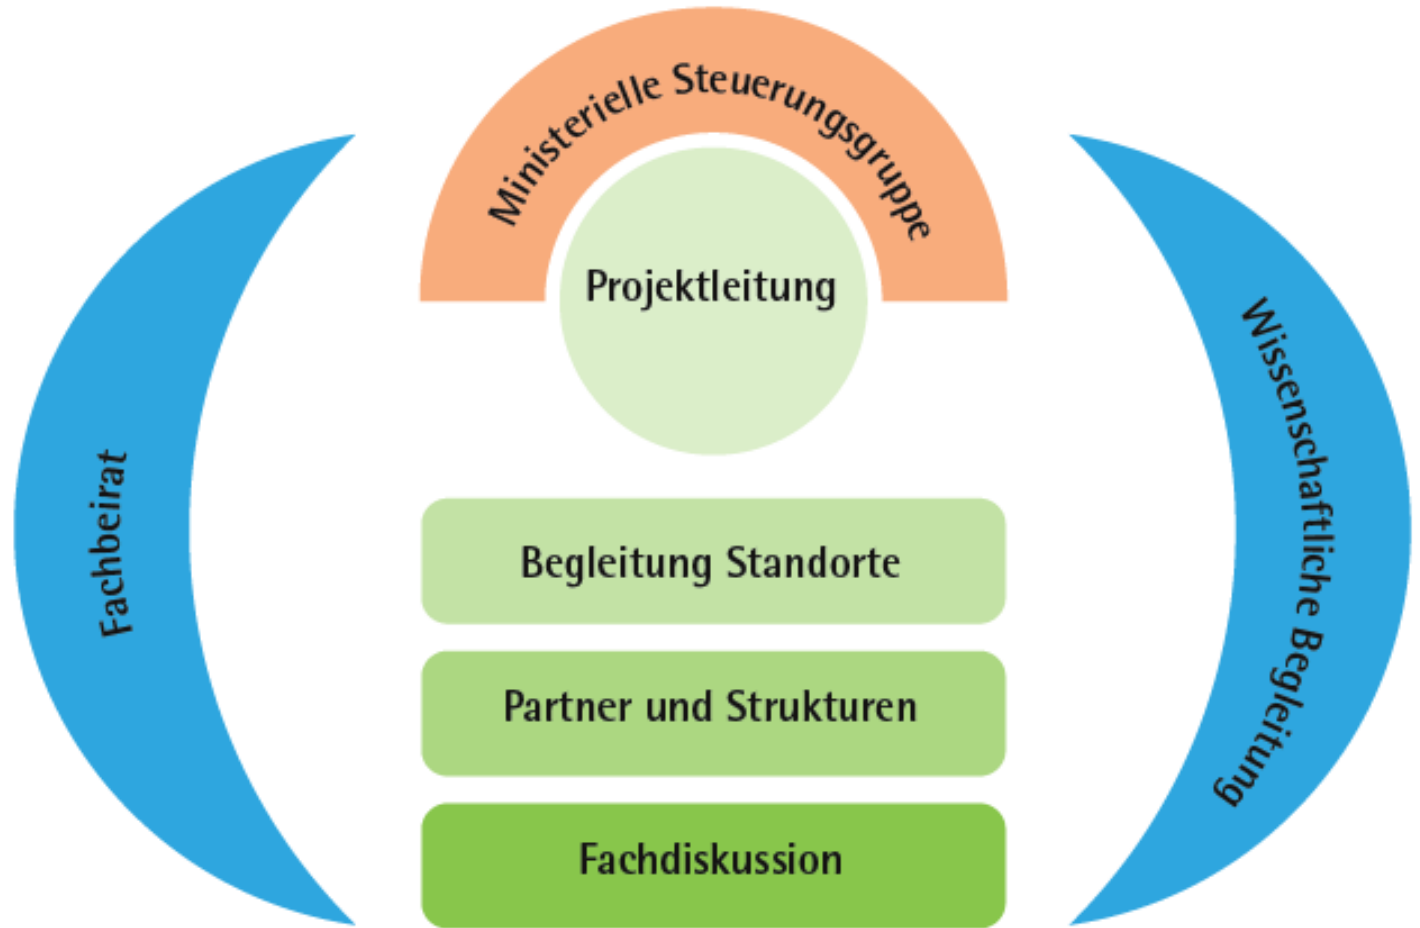 Ministerielle Steuerungsgruppe
Projektleitung
Fachbeirat
Wissenschaftliche Begleitung
Begleitung Standorte
Partner und Strukturen
Fachdiskussion